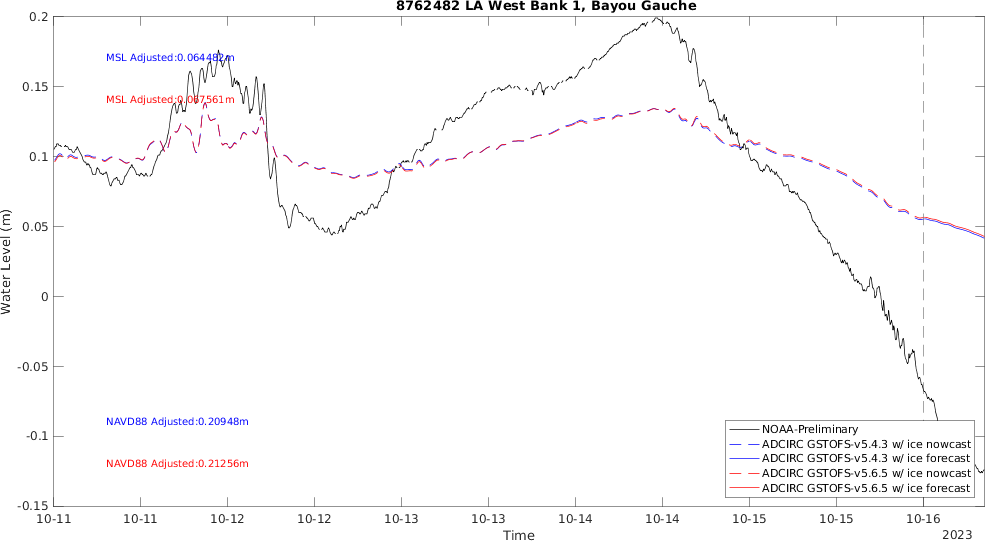 8762482 LA West Bank 1, Bayou Gauche
0.2
0.15
0.1
0.05
0
-0.05
-0.1
-0.15
Water Level (m)
MSL Adjusted:0.064482m
MSL Adjusted:0.067561m
NAVD88 Adjusted:0.20948m
NAVD88 Adjusted:0.21256m
NOAA-Preliminary
ADCIRC GSTOFS-v5.4.3 w/ ice nowcast
ADCIRC GSTOFS-v5.4.3 w/ ice forecast
ADCIRC GSTOFS-v5.6.5 w/ ice nowcast
ADCIRC GSTOFS-v5.6.5 w/ ice forecast
10-11 10-11 10-12 10-12 10-13 10-13 10-14 10-14 10-15 10-15 10-16
Time
2023